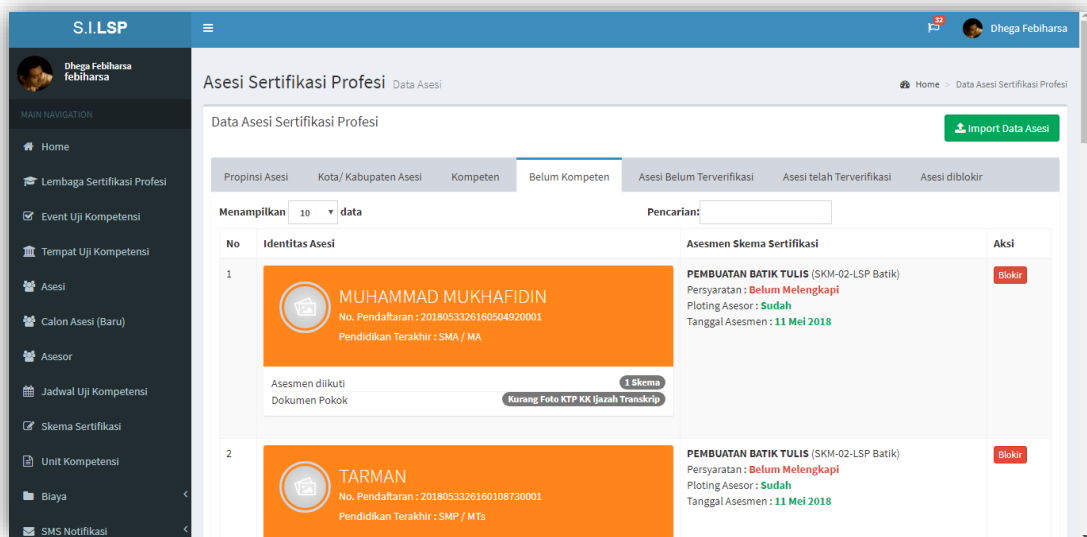 S.I.LSP
32
Dhega Febiharsa
Dhega Febiharsa
febiharsa
MAIN NAVIGATION
Home
Lembaga Sertifikasi Profesi
Event Uji Kompetensi
Tempat Uji Kompetensi
Asesi
Calon Asesi (Baru)
Asesor
Jadwal Uji Kompetensi
Skema Sertifikasi
Unit Kompetensi
Biaya
SMS Notifikasi
Asesi Sertifikasi Profesi Data Asesi
Home > Data Asesi Sertifikasi Profesi
Data Asesi Sertifikasi Profesi
Import Data Asesi
Propinsi Asesi Kota/ Kabupaten Asesi Kompeten Belum Kompeten Asesi Belum Terverifikasi Asesi telah Terverifikasi Asesi diblokir
Menampilkan 10 data Pencarian:
No Identitas Asesi Asesmen Skema Sertifikasi Aksi
1
MUHAMMAD MUKHAFIDIN
No. Pendaftaran : 2018053326160504920001
Pendidikan Terakhir : SMA / MA
Asesmen diikuti 1 Skema
Dokumen Pokok Kurang Foto KTP KK Ijazah Transkrip
PEMBUATAN BATIK TULIS (SKM-02-LSP Batik)
Persyaratan : Belum Melengkapi
Ploting Asesor : Sudah
Tanggal Asesmen : 11 Mei 2018
Blokir
2
TARMAN
No. Pendaftaran : 2018053326160108730001
Pendidikan Terakhir : SMP / MTs
PEMBUATAN BATIK TULIS (SKM-02-LSP Batik)
Persyaratan : Belum Melengkapi
Ploting Asesor : Sudah
Tanggal Asesmen : 11 Mei 2018
Blokir